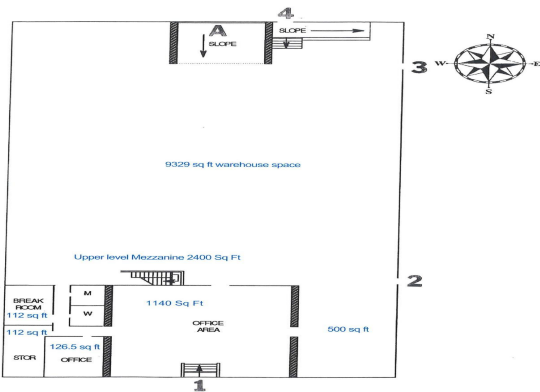 4
A
SLOPE
SLOPE
3
N
W
E
S
9329 sq ft warehouse space
Upper level Mezzanine 2400 Sq Ft
2
BREAK
ROOM
112 sq ft
M
W
1140 Sq Ft
OFFICE
AREA
500 sq ft
112 sq ft
126.5 sq ft
STOR
OFFICE
1